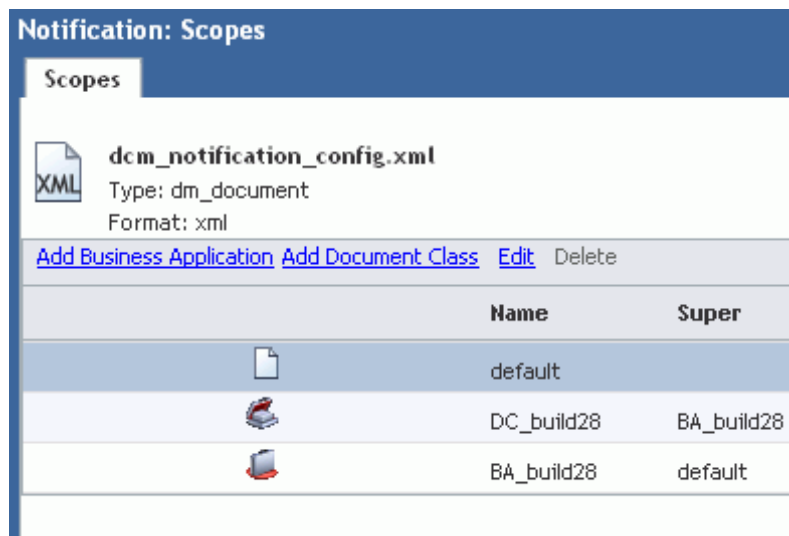 Notification: Scopes
Scopes
dcm_notification_config.xml
XML
Type: dm_document
Format: xml
Add Business Application Add Document Class Edit Delete
Name Super
default
DC_build28 BA_build28
BA_build28 default